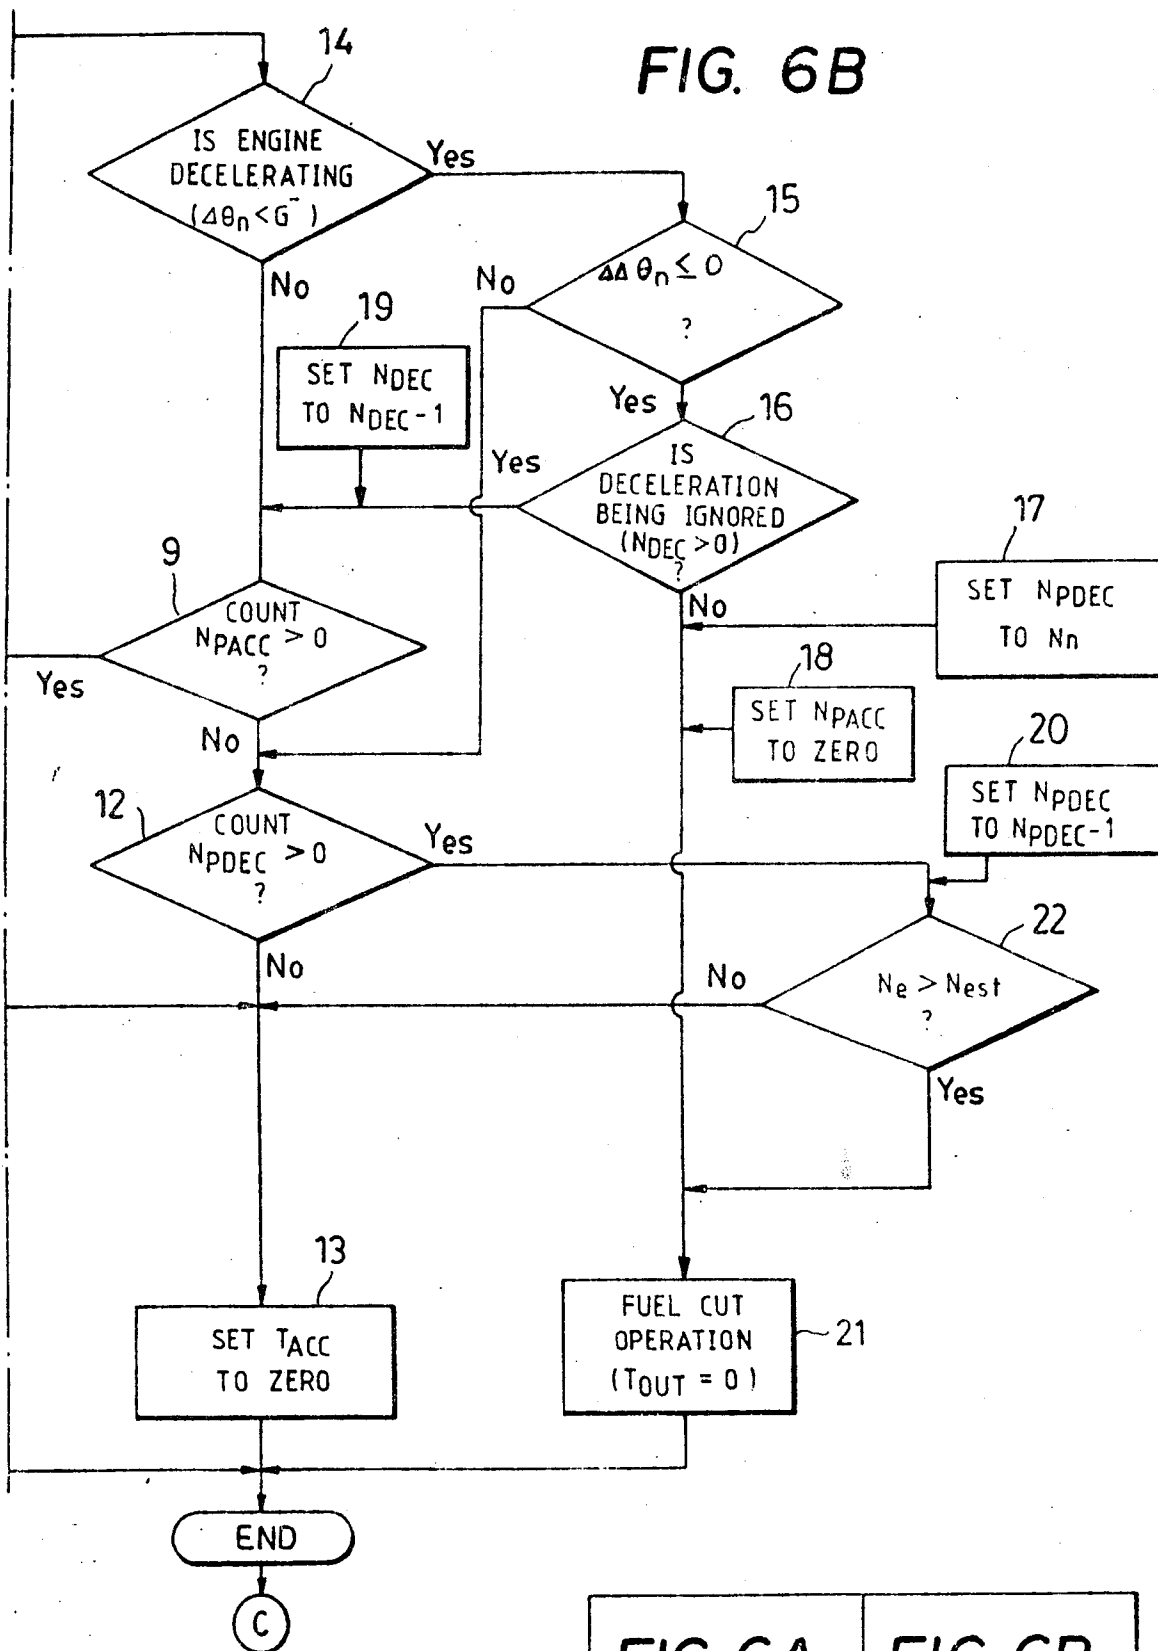 FIG. 6B
14
IS ENGINE
DECELERATING
(Δθn<G⁻)
Yes
No
15
ΔΔθn ≤ 0
?
No
Yes
19
SET NDEC
TO NDEC-1
16
IS
DECELERATION
BEING IGNORED
(NDEC >0)
?
Yes
No
17
SET NPDEC
TO Nn
9
COUNT
NPACC > 0
?
Yes
No
18
SET NPACC
TO ZERO
20
SET NPDEC
TO NPDEC-1
12
COUNT
NPDEC > 0
?
Yes
No
22
Ne > Nest
?
No
Yes
13
SET TACC
TO ZERO
FUEL CUT
OPERATION
(TOUT = 0)
21
END
C
FIG. 6A
FIG. 6B